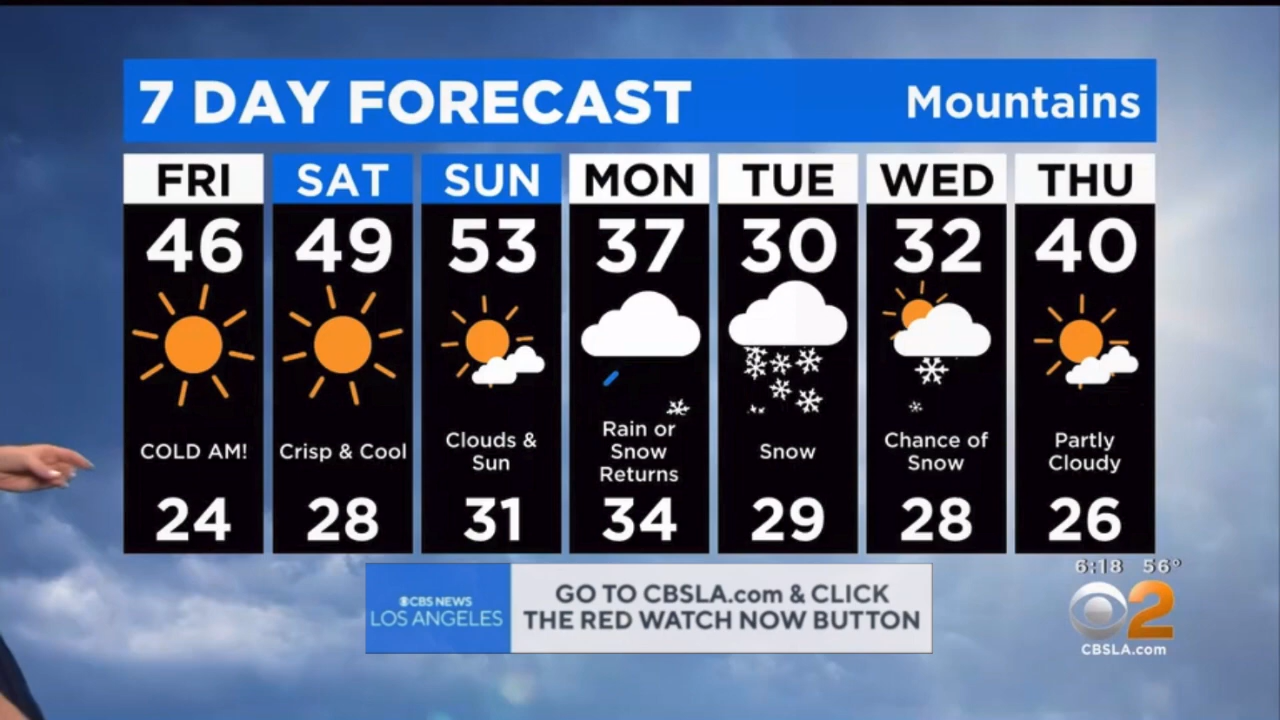 7 DAY FORECAST
Mountains
FRI SAT SUN MON TUE WED THU
46 49 53 37 30 32 40
COLD AM!
Crisp & Cool
Clouds &
Sun
Rain or
Snow
Returns
Snow
Chance of
Snow
Partly
Cloudy
24 28 31 34 29 28 26
6:18 56°
CBS NEWS
LOS ANGELES
GO TO CBSLA.com & CLICK
THE RED WATCH NOW BUTTON
2
CBSLA.com